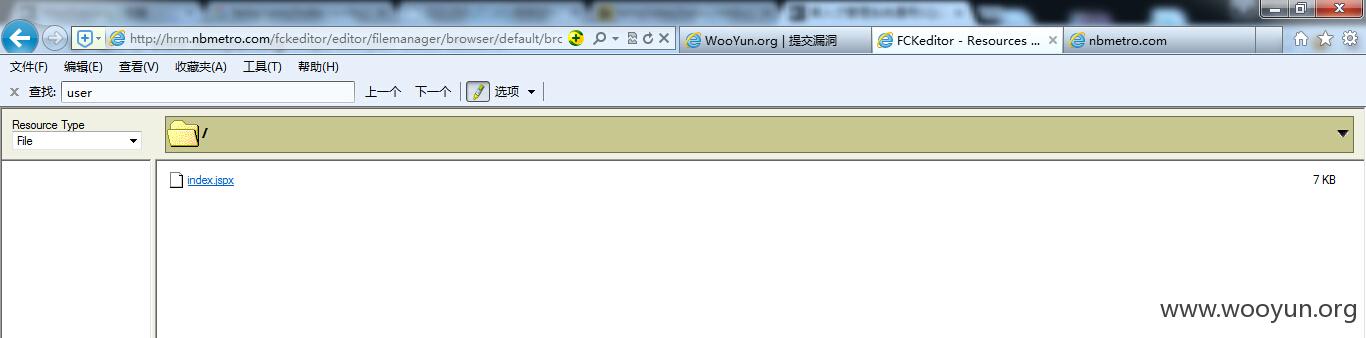 http://hrm.nbmetro.com/fckeditor/editor/filemanager/browser/default/bro
WooYun.org | 提交漏洞
FCKeditor - Resources ...
nbmetro.com
文件(F) 编辑(E) 查看(V) 收藏夹(A) 工具(T) 帮助(H)
查找: user 上一个 下一个 选项
Resource Type
File
/
index.jspx 7 KB
www.wooyun.org